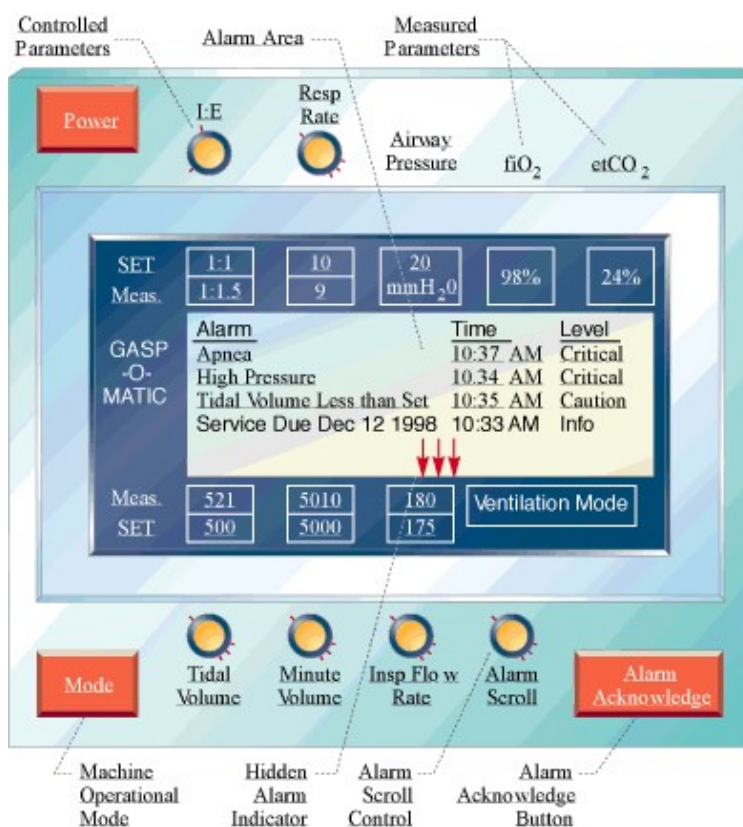 Controlled
Parameters
Alarm Area
Measured
Parameters
Power
I:E
Resp
Rate
Airway
Pressure
fiO2
etCO2
SET
1:1
10
20
mmH20
98%
24%
Meas.
1:1.5
9
GASP
-O-
MATIC
Alarm Time Level
Apnea 10:37 AM Critical
High Pressure 10.34 AM Critical
Tidal Volume Less than Set 10:35 AM Caution
Service Due Dec 12 1998 10:33 AM Info
Meas. 521 5010 180
SET 500 5000 175
Ventilation Mode
Mode
Tidal
Volume
Minute
Volume
Insp Flo w
Rate
Alarm
Scroll
Alarm
Acknowledge
Machine
Operational
Mode
Hidden
Alarm
Indicator
Alarm
Scroll
Control
Alarm
Acknowledge
Button